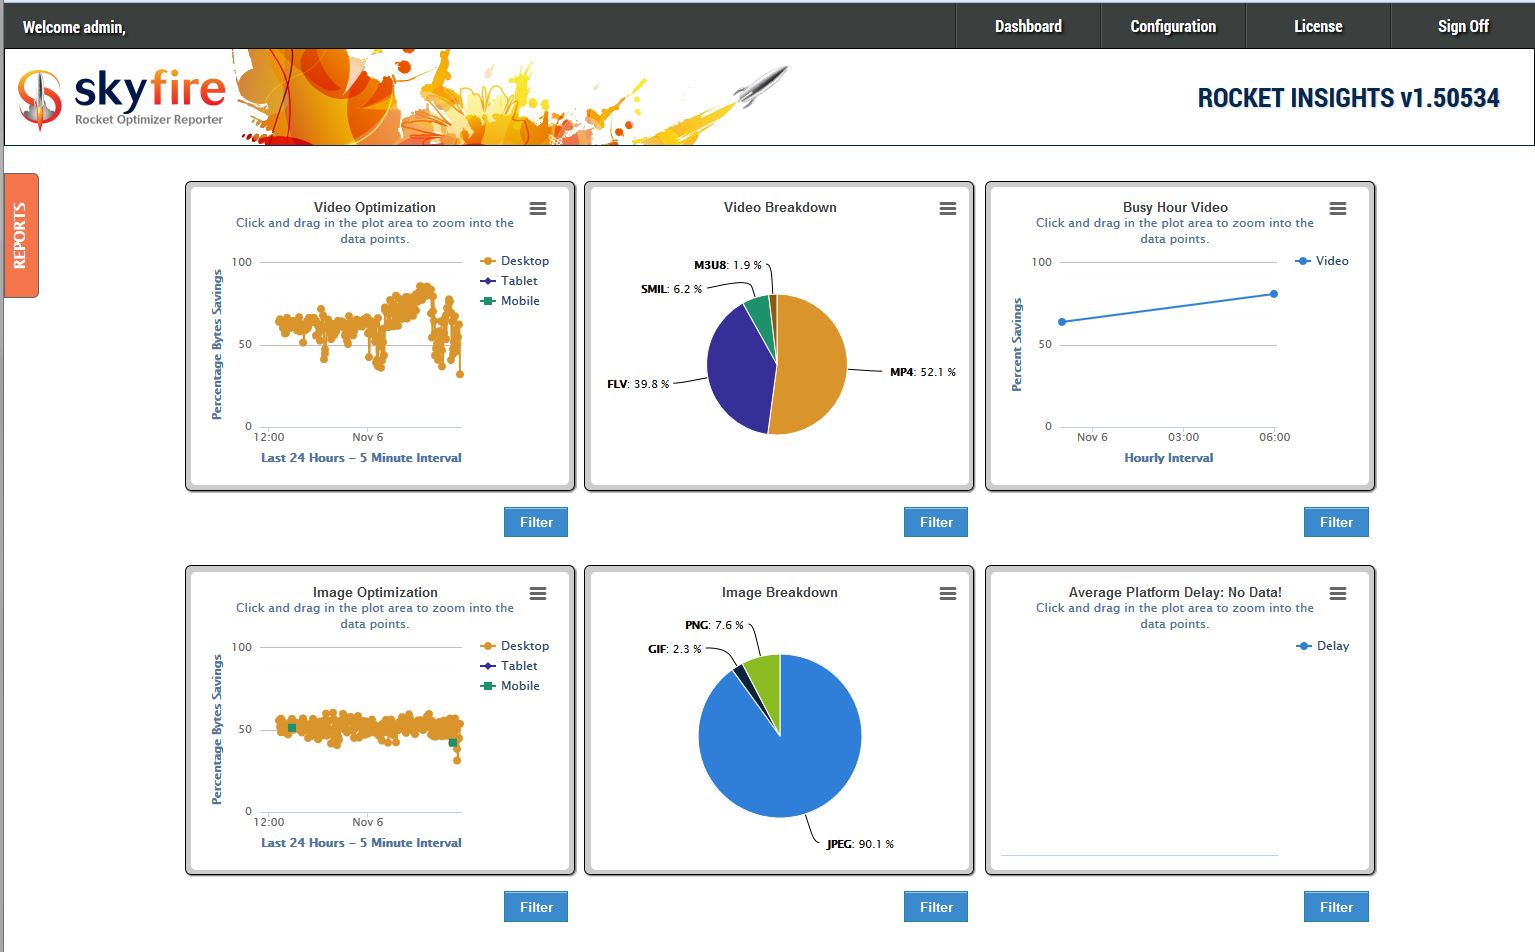 Welcome admin,
Dashboard
Configuration
License
Sign Off
skyfire
Rocket Optimizer Reporter
ROCKET INSIGHTS v1.50534
REPORTS
Video Optimization
Click and drag in the plot area to zoom into the
data points.
Percentage Bytes Savings
100
50
0
12:00
Nov 6
Last 24 Hours - 5 Minute Interval
Desktop
Tablet
Mobile
Filter
Video Breakdown
M3U8: 1.9 %
SMIL: 6.2 %
FLV: 39.8 %
MP4: 52.1 %
Filter
Busy Hour Video
Click and drag in the plot area to zoom into the
data points.
Percent Savings
100
50
0
Nov 6
03:00
06:00
Hourly Interval
Video
Filter
Image Optimization
Click and drag in the plot area to zoom into the
data points.
Percentage Bytes Savings
100
50
0
12:00
Nov 6
Last 24 Hours - 5 Minute Interval
Desktop
Tablet
Mobile
Filter
Image Breakdown
PNG: 7.6 %
GIF: 2.3 %
JPEG: 90.1 %
Filter
Average Platform Delay: No Data!
Click and drag in the plot area to zoom into the
data points.
Delay
Filter